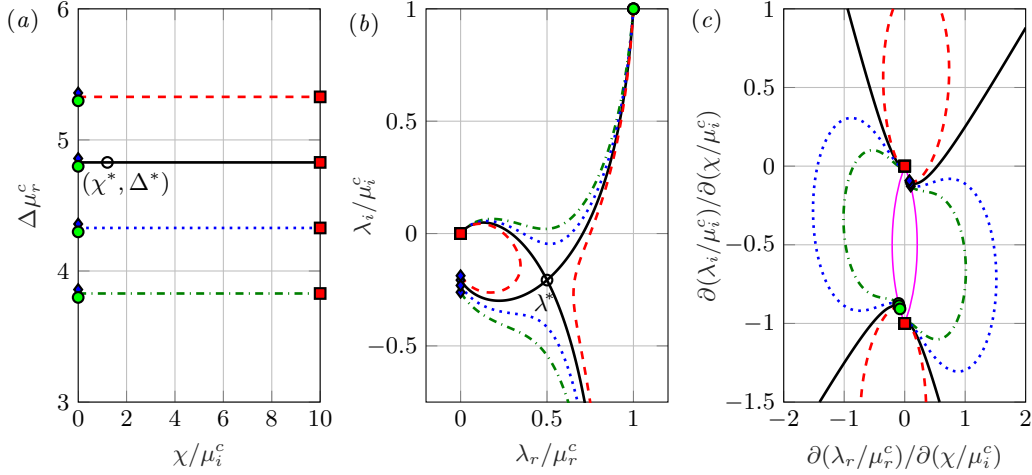 (a)
6
5
4
3
Δμ_r^c
(χ*, Δ*)
0 2 4 6 8 10
χ/μ_i^c
(b)
1
0.5
0
−0.5
λ_i/μ_i^c
λ*
0 0.5 1
λ_r/μ_r^c
(c)
1
0.5
0
−0.5
−1
−1.5
∂(λ_i/μ_i^c)/∂(χ/μ_i^c)
−2 −1 0 1 2
∂(λ_r/μ_r^c)/∂(χ/μ_i^c)